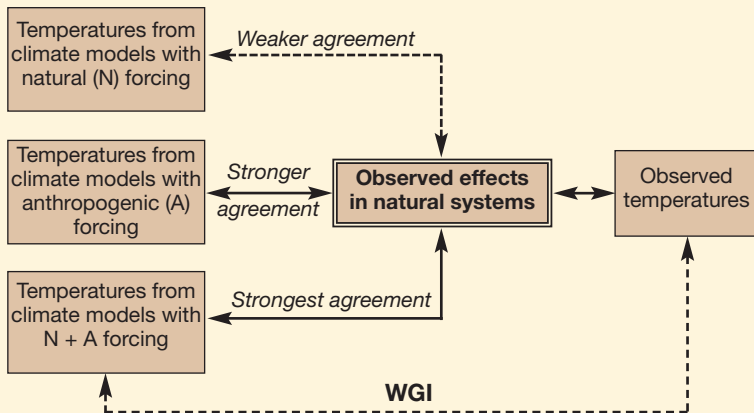 Temperatures from
climate models with
natural (N) forcing
Weaker agreement
Temperatures from
climate models with
anthropogenic (A)
forcing
Stronger
agreement
Observed effects
in natural systems
Observed
temperatures
Temperatures from
climate models with
N + A forcing
Strongest agreement
WGI